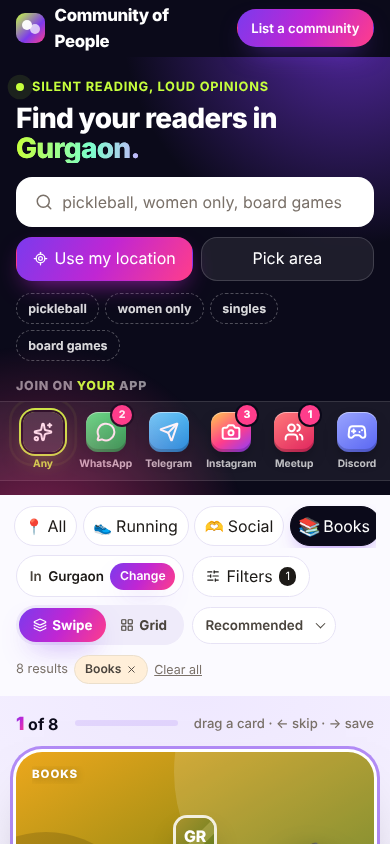 Community of
People
List a community
SILENT READING, LOUD OPINIONS
Find your readers in
Gurgaon.
pickleball, women only, board games
Use my location
Pick area
pickleball
women only
singles
board games
JOIN ON YOUR APP
2
3
1
Any
WhatsApp
Telegram
Instagram
Meetup
Discord
All
Running
Social
Books
In Gurgaon
Change
Filters
1
Swipe
Grid
Recommended
8 results
Books ×
Clear all
1 of 8
drag a card · ← skip · → save
BOOKS
GR